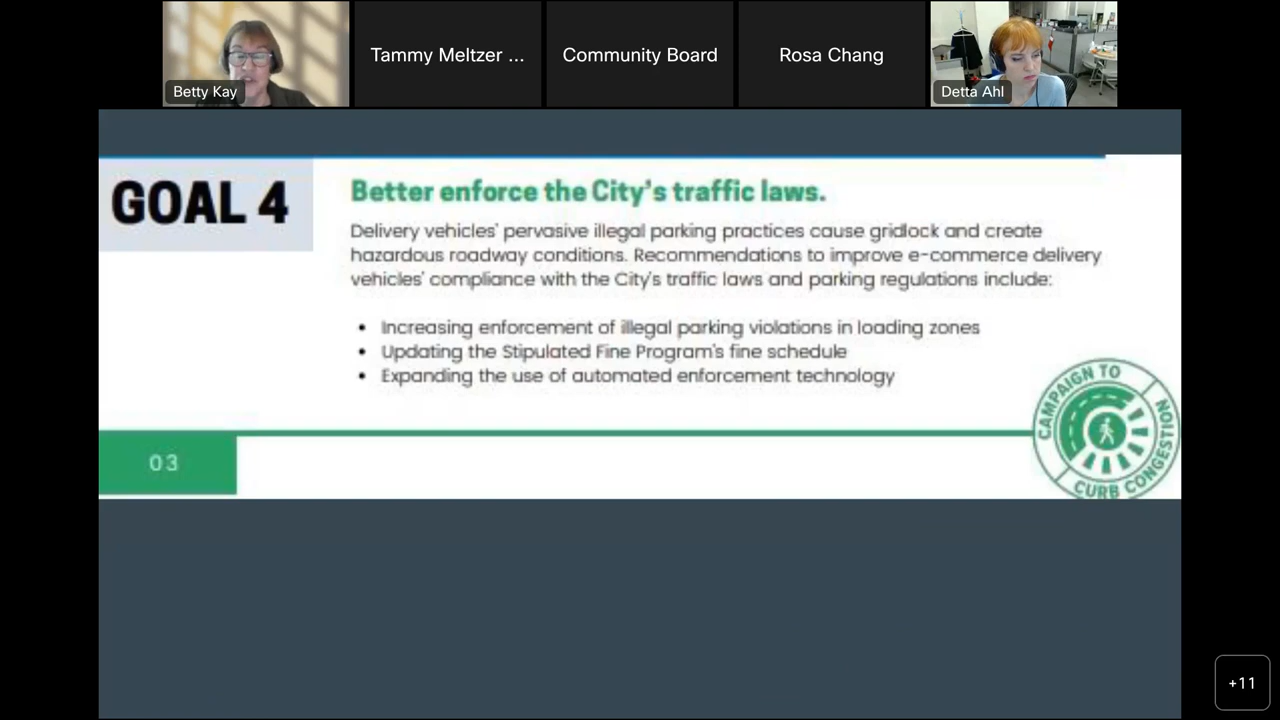 Betty Kay
Tammy Meltzer ...
Community Board
Rosa Chang
Detta Ahl
GOAL 4
Better enforce the City's traffic laws.
Delivery vehicles' pervasive illegal parking practices cause gridlock and create
hazardous roadway conditions. Recommendations to improve e-commerce delivery
vehicles' compliance with the City's traffic laws and parking regulations include:
• Increasing enforcement of illegal parking violations in loading zones
• Updating the Stipulated Fine Program's fine schedule
• Expanding the use of automated enforcement technology
03
CAMPAIGN TO
CURB CONGESTION
+11